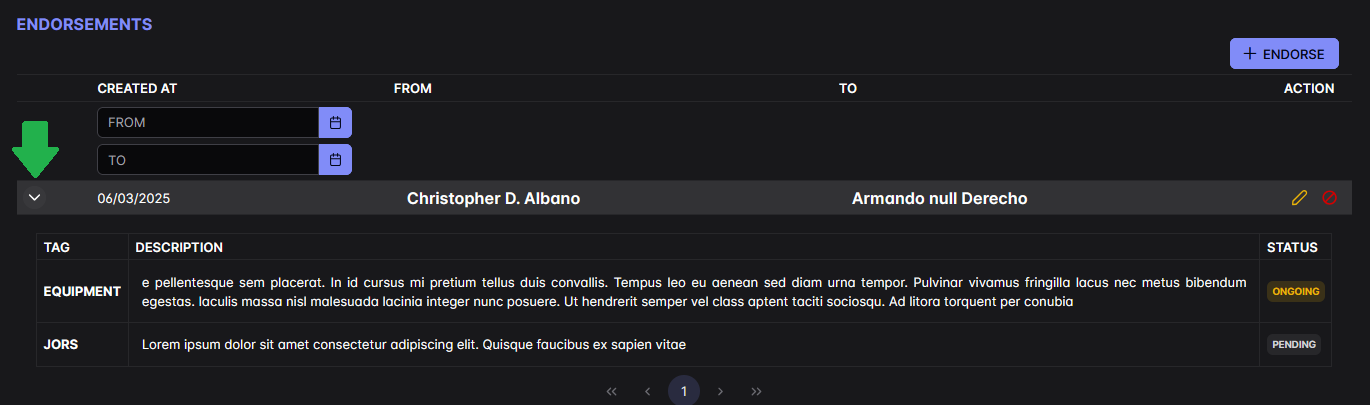 ENDORSEMENTS
+ ENDORSE
CREATED AT FROM TO ACTION
FROM
TO
06/03/2025 Christopher D. Albano Armando null Derecho
TAG DESCRIPTION STATUS
EQUIPMENT
e pellentesque sem placerat. In id cursus mi pretium tellus duis convallis. Tempus leo eu aenean sed diam urna tempor. Pulvinar vivamus fringilla lacus nec metus bibendum
egestas. Iaculis massa nisl malesuada lacinia integer nunc posuere. Ut hendrerit semper vel class aptent taciti sociosqu. Ad litora torquent per conubia
ONGOING
JORS Lorem ipsum dolor sit amet consectetur adipiscing elit. Quisque faucibus ex sapien vitae PENDING
« ‹ 1 › »